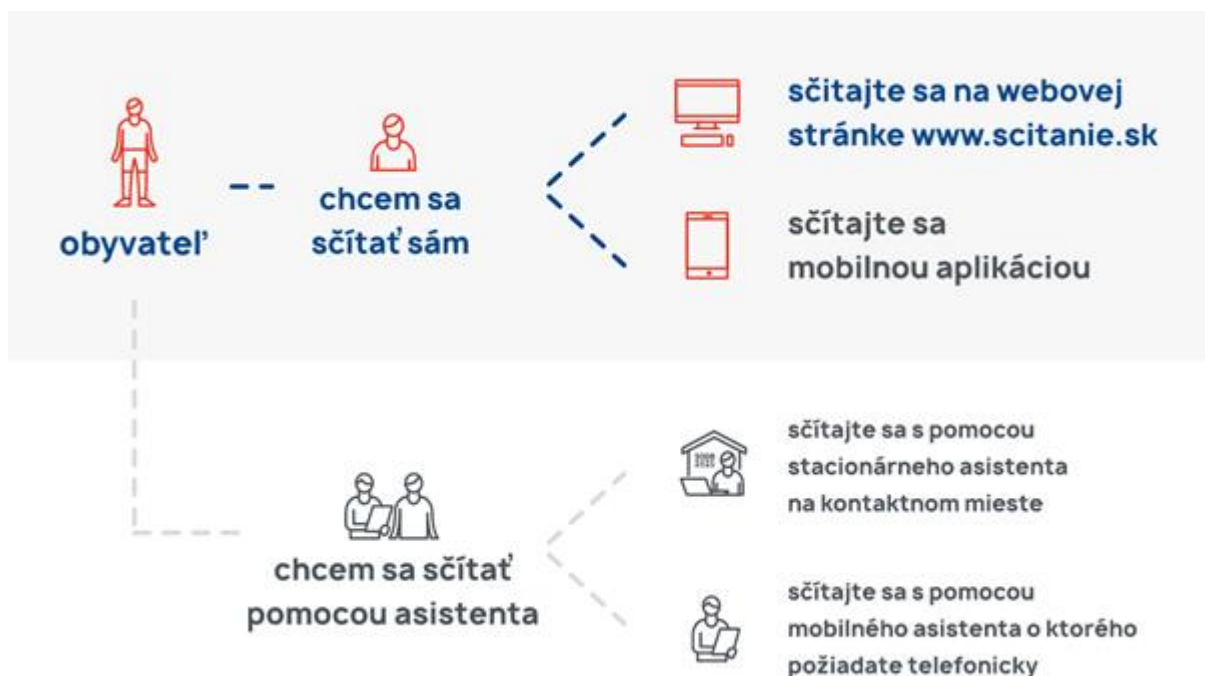 obyvateľ
chcem sa
sčítať sám
sčitajte sa na webovej
stránke www.scitanie.sk
sčítajte sa
mobilnou aplikáciou
chcem sa sčítať
pomocou asistenta
sčítajte sa s pomocou
stacionárneho asistenta
na kontaktnom mieste
sčítajte sa s pomocou
mobilného asistenta o ktorého
požiadate telefonicky